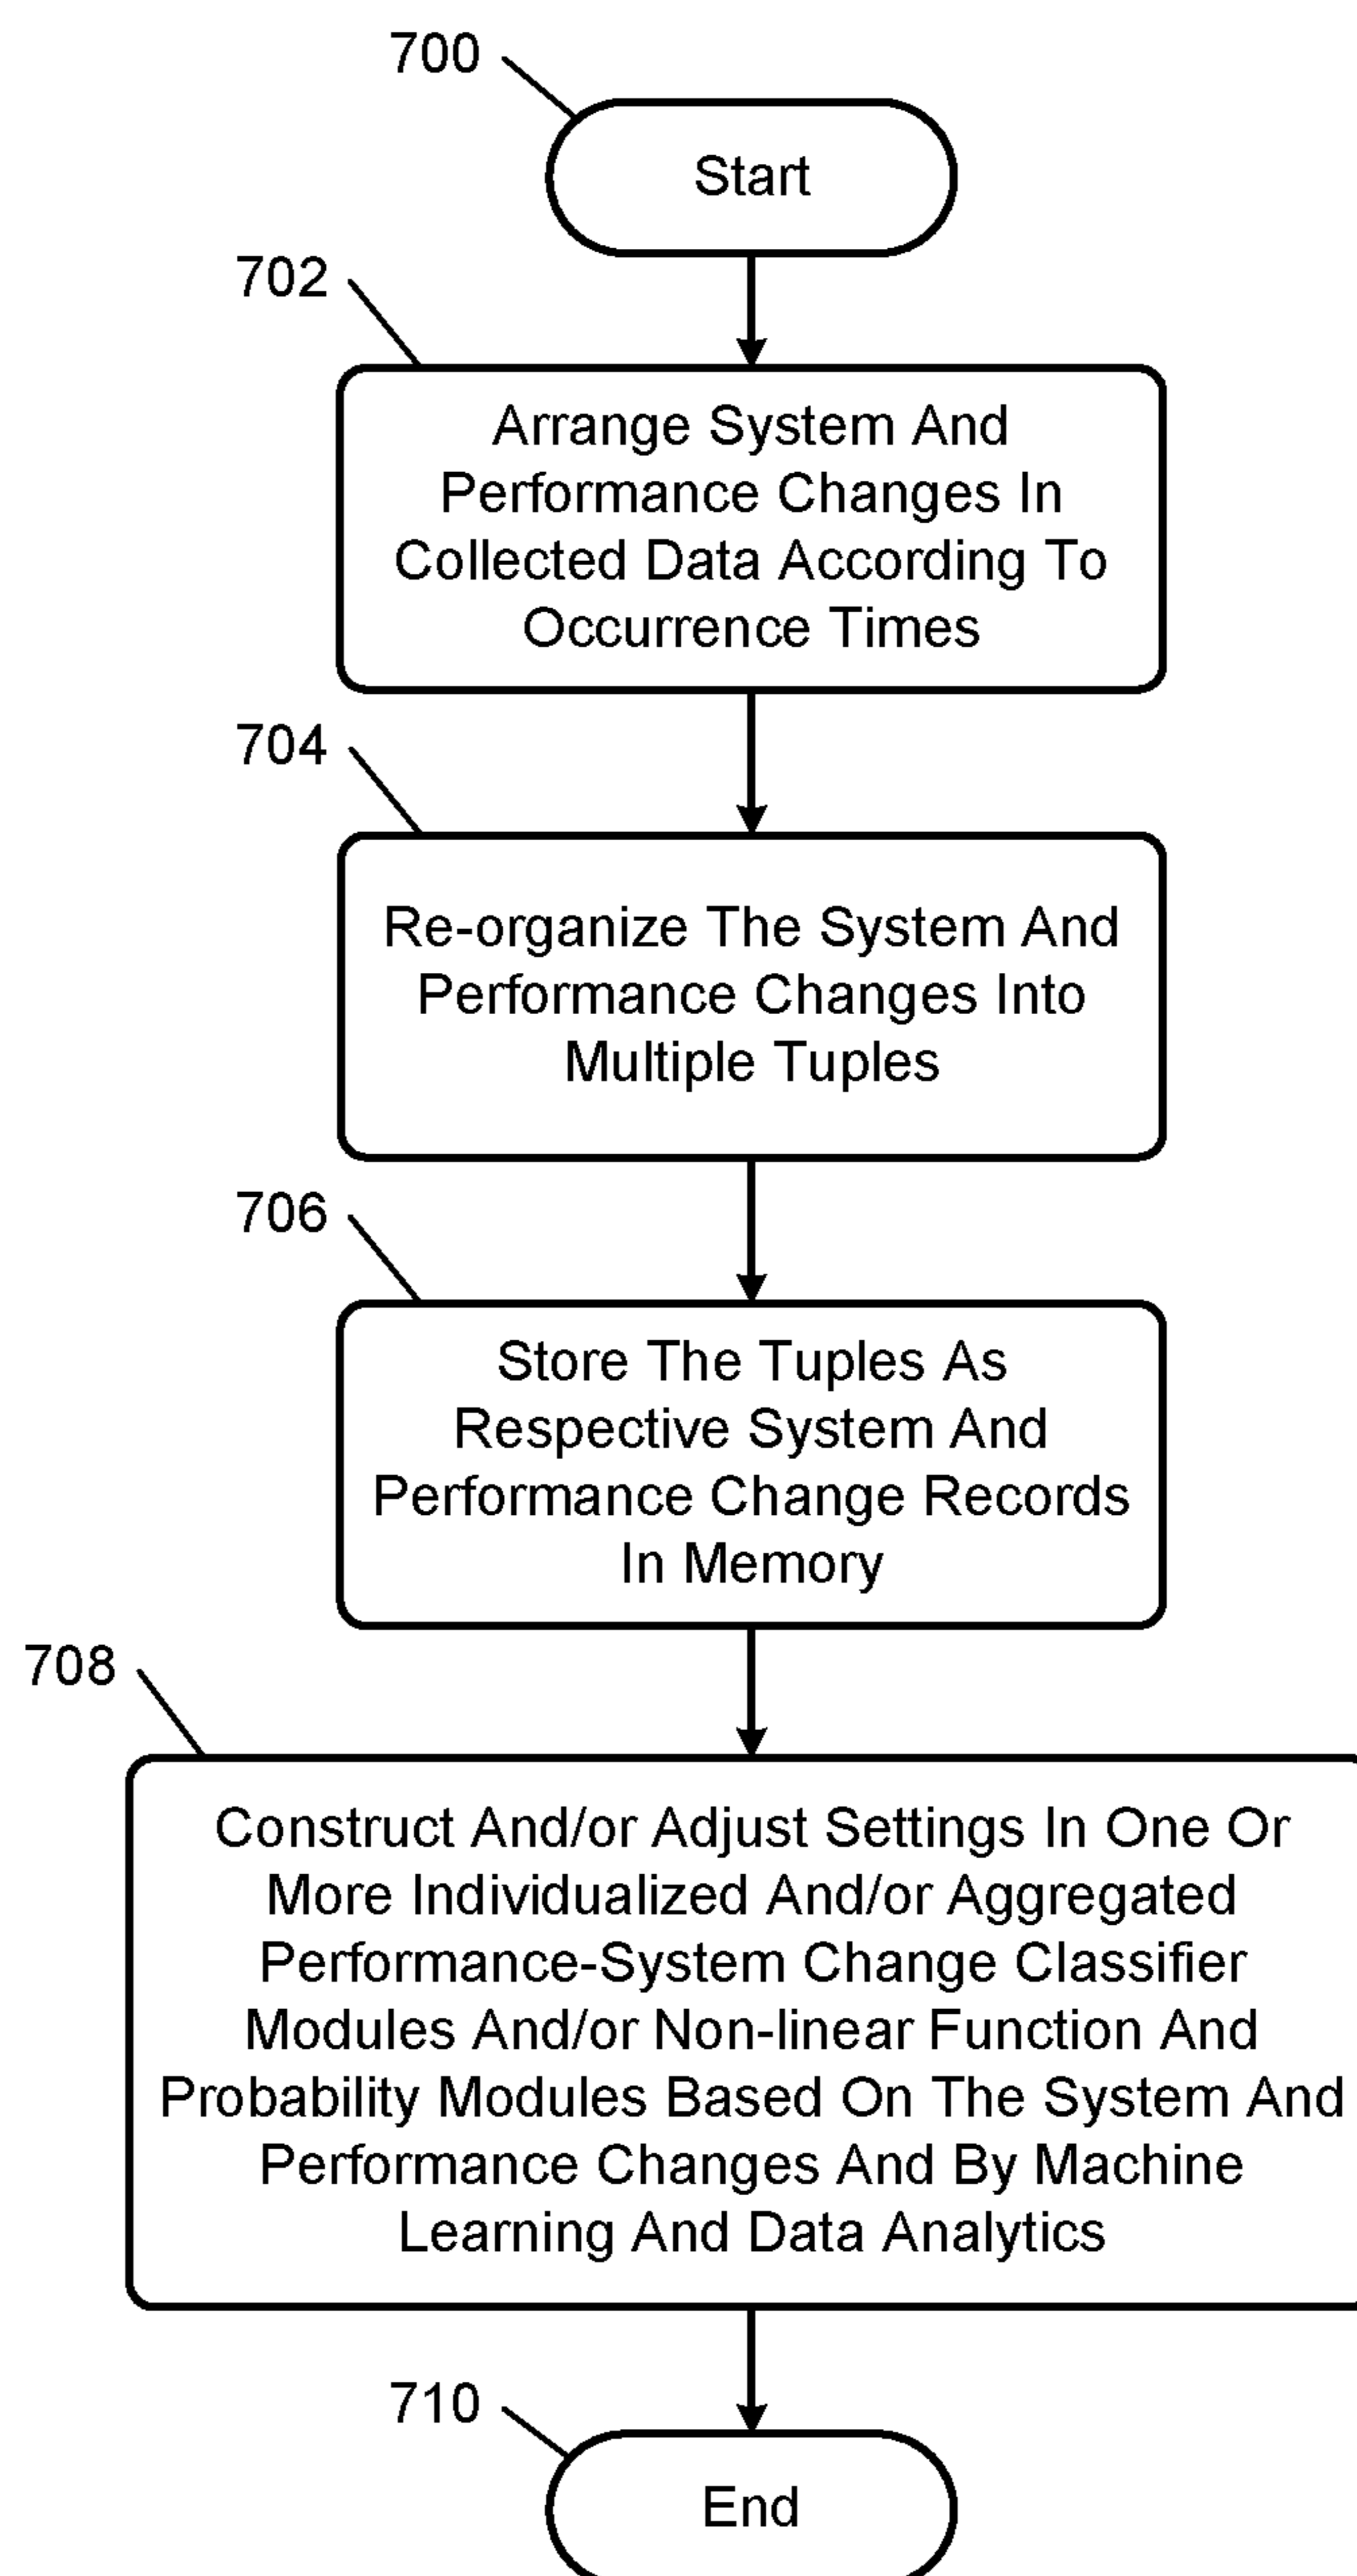 700
Start
702
Arrange System And
Performance Changes In
Collected Data According To
Occurrence Times
704
Re-organize The System And
Performance Changes Into
Multiple Tuples
706
Store The Tuples As
Respective System And
Performance Change Records
In Memory
708
Construct And/or Adjust Settings In One Or
More Individualized And/or Aggregated
Performance-System Change Classifier
Modules And/or Non-linear Function And
Probability Modules Based On The System And
Performance Changes And By Machine
Learning And Data Analytics
710
End